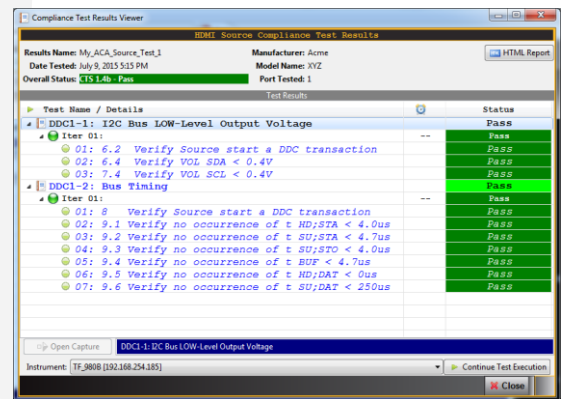 Compliance Test Results Viewer
HDMI Source Compliance Test Results
Results Name: My_ACA_Source_Test_1 Manufacturer: Acme HTML Report
Date Tested: July 9, 2015 5:15 PM Model Name: XYZ
Overall Status: CTS 1.4b - Pass Port Tested: 1
Test Results
Test Name / Details Status
DDC1-1: I2C Bus LOW-Level Output Voltage Pass
Iter 01: -- Pass
01: 6.2 Verify Source start a DDC transaction Pass
02: 6.4 Verify VOL SDA < 0.4V Pass
03: 7.4 Verify VOL SCL < 0.4V Pass
DDC1-2: Bus Timing Pass
Iter 01: -- Pass
01: 8 Verify Source start a DDC transaction Pass
02: 9.1 Verify no occurrence of t HD;STA < 4.0us Pass
03: 9.2 Verify no occurrence of t SU;STA < 4.7us Pass
04: 9.3 Verify no occurrence of t SU;STO < 4.0us Pass
05: 9.4 Verify no occurrence of t BUF < 4.7us Pass
06: 9.5 Verify no occurrence of t HD;DAT < 0us Pass
07: 9.6 Verify no occurrence of t SU;DAT < 250us Pass
Open Capture DDC1-1: I2C Bus LOW-Level Output Voltage
Instrument: TF_980B [192.168.254.185] Continue Test Execution
Close